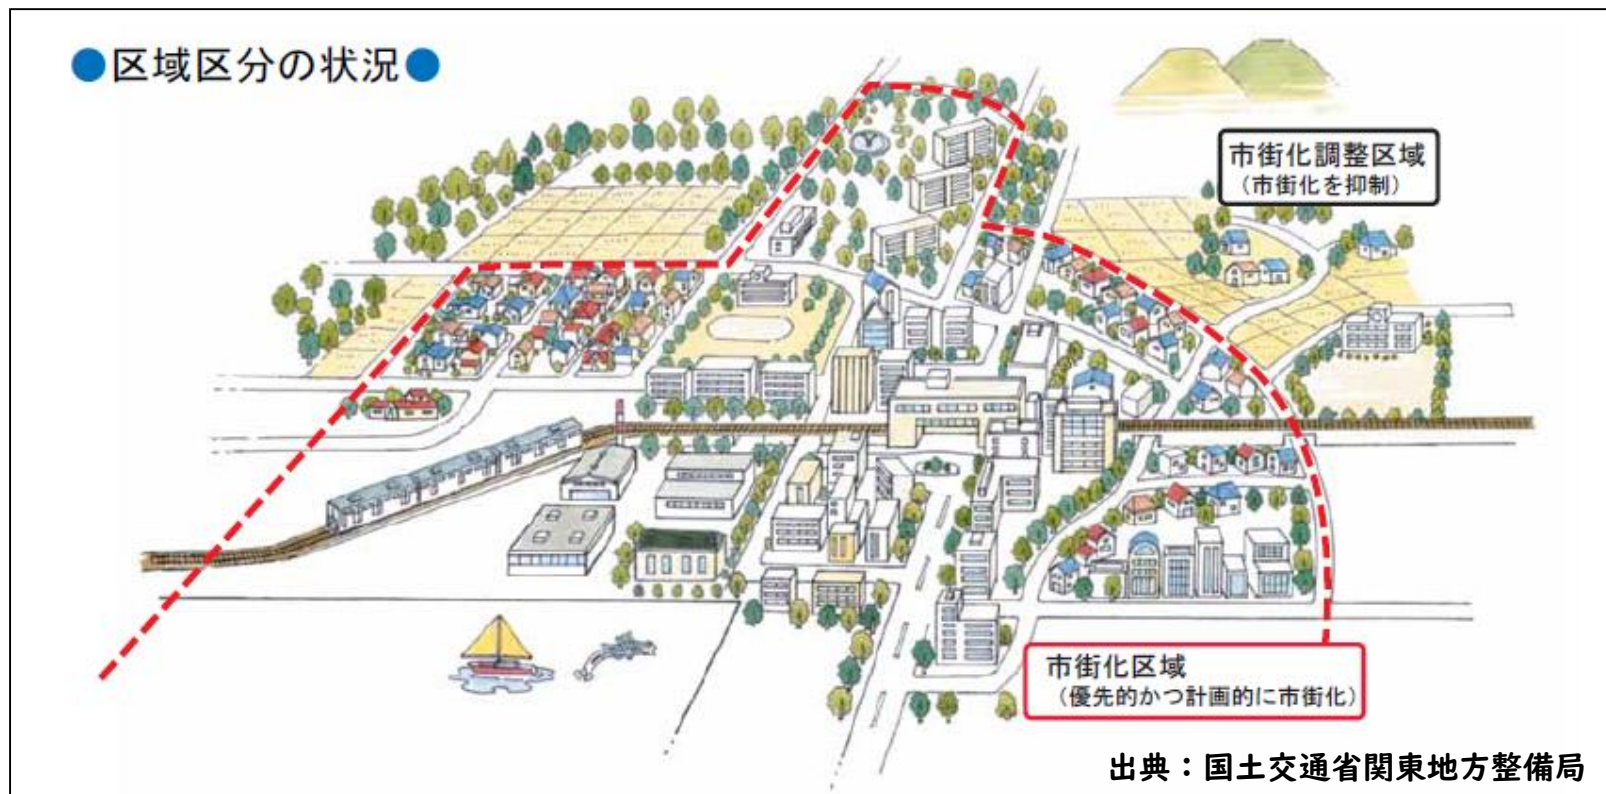 ●区域区分の状況●
市街化調整区域
（市街化を抑制）
市街化区域
（優先的かつ計画的に市街化）
出典：国土交通省関東地方整備局